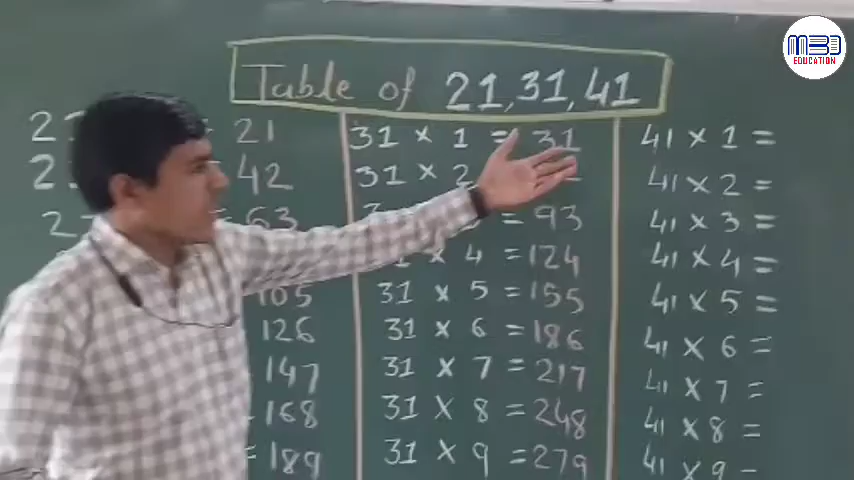 MBD
EDUCATION
Table of 21, 31, 41
21
42
= 63
105
126
147
168
= 189
31 × 1 = 31
31 × 2
= 93
× 4 = 124
31 × 5 = 155
31 × 6 = 186
31 × 7 = 217
31 × 8 = 248
31 × 9 = 279
41 × 1 =
41 × 2 =
41 × 3 =
41 × 4 =
41 × 5 =
41 × 6 =
41 × 7 =
41 × 8 =
41 × 9 =